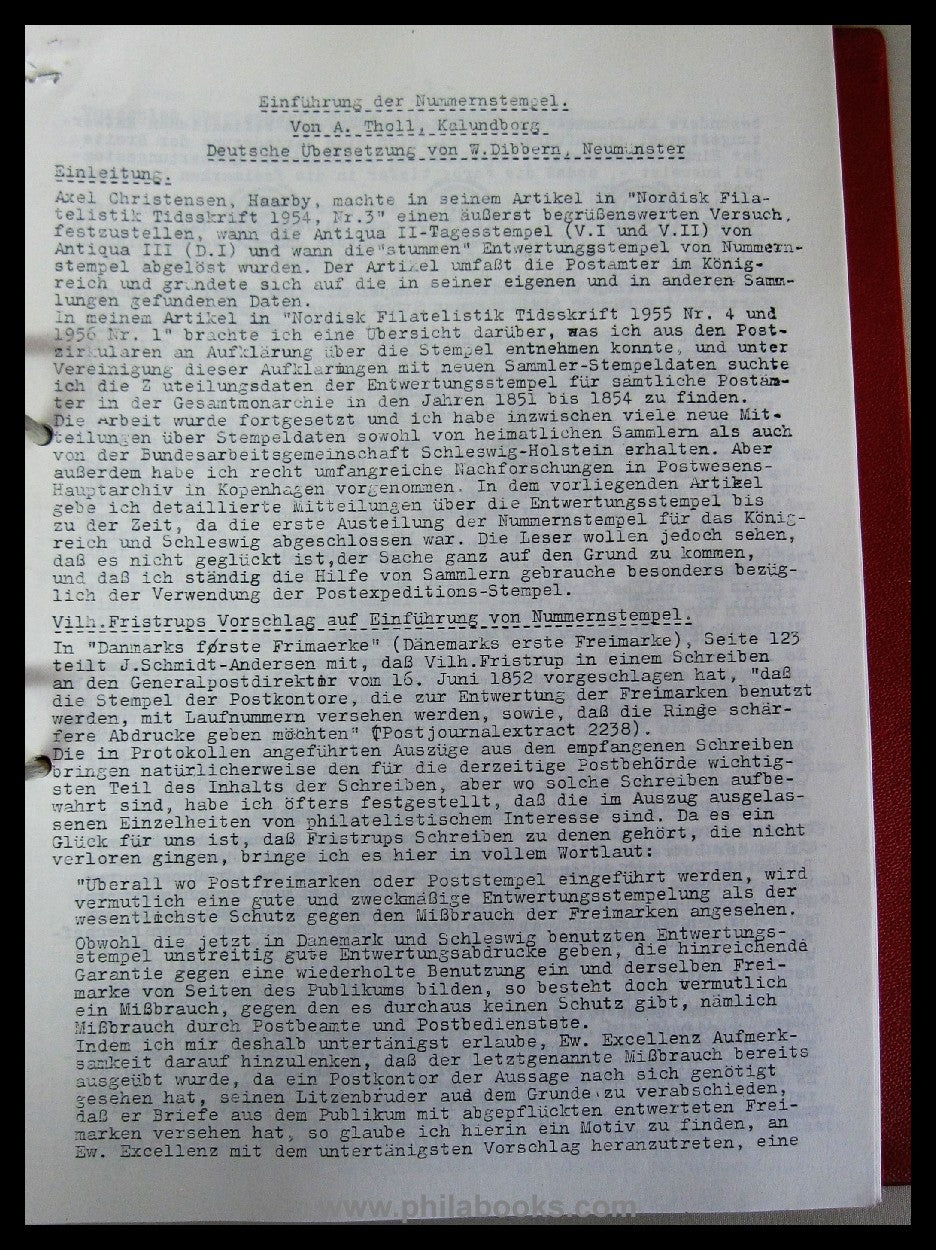 Einführung der Nummernstempel.
Von A. Tholl, Kalundborg
Deutsche Übersetzung von W.Dibbern, Neumünster
Einleitung.
Axel Christensen, Haarby, machte in seinem Artikel in "Nordisk Fila-
telistik Tidsskrift 1954, Nr.3" einen äußerst begrüßenswerten Versuch,
festzustellen, wann die Antiqua II-Tagesstempel (V.I und V.II) von
Antiqua III (D.I) und wann die"stummen" Entwertungsstempel von Nummern-
stempel abgelöst wurden. Der Artikel umfaßt die Postämter im König-
reich und gründete sich auf die in seiner eigenen und in anderen Samm-
lungen gefundenen Daten.
In meinem Artikel in "Nordisk Filatelistik Tidsskrift 1955 Nr. 4 und
1956 Nr. 1" brachte ich eine Übersicht darüber, was ich aus den Post-
zirkularen an Aufklärung über die Stempel entnehmen konnte, und unter
Vereinigung dieser Aufklärungen mit neuen Sammler-Stempeldaten suchte
ich die Z uteilungsdaten der Entwertungsstempel für sämtliche Postäm-
ter in der Gesamtmonarchie in den Jahren 1851 bis 1854 zu finden.
Die Arbeit wurde fortgesetzt und ich habe inzwischen viele neue Mit-
teilungen über Stempeldaten sowohl von heimatlichen Sammlern als auch
von der Bundesarbeitsgemeinschaft Schleswig-Holstein erhalten. Aber
außerdem habe ich recht umfangreiche Nachforschungen in Postwesens-
Hauptarchiv in Kopenhagen vorgenommen. In dem vorliegenden Artikel
gebe ich detaillierte Mitteilungen über die Entwertungsstempel bis
zu der Zeit, da die erste Austeilung der Nummernstempel für das König-
reich und Schleswig abgeschlossen war. Die Leser wollen jedoch sehen,
daß es nicht geglückt ist,der Sache ganz auf den Grund zu kommen,
und daß ich ständig die Hilfe von Sammlern gebrauche besonders bezüg-
lich der Verwendung der Postexpeditions-Stempel.
Vilh.Fristrups Vorschlag auf Einführung von Nummernstempel.
In "Danmarks første Frimaerke" (Dänemarks erste Freimarke), Seite 123
teilt J.Schmidt-Andersen mit, daß Vilh.Fristrup in einem Schreiben
an den Generalpostdirektor vom 16. Juni 1852 vorgeschlagen hat, "daß
die Stempel der Postkontore, die zur Entwertung der Freimarken benutzt
werden, mit Laufnummern versehen werden, sowie, daß die Ringe schär-
fere Abdrucke geben möchten" (Postjournalextract 2238).
Die in Protokollen angeführten Auszüge aus den empfangenen Schreiben
bringen natürlicherweise den für die derzeitige Postbehörde wichtig-
sten Teil des Inhalts der Schreiben, aber wo solche Schreiben aufbe-
wahrt sind, habe ich öfters festgestellt, daß die im Auszug ausgelas-
senen Einzelheiten von philatelistischem Interesse sind. Da es ein
Glück für uns ist, daß Fristrups Schreiben zu denen gehört, die nicht
verloren gingen, bringe ich es hier in vollem Wortlaut:
"Überall wo Postfreimarken oder Poststempel eingeführt werden, wird
vermutlich eine gute und zweckmäßige Entwertungsstempelung als der
wesentlichste Schutz gegen den Mißbrauch der Freimarken angesehen.
Obwohl die jetzt in Dänemark und Schleswig benutzten Entwertungs-
stempel unstreitig gute Entwertungsabdrucke geben, die hinreichende
Garantie gegen eine wiederholte Benutzung ein und derselben Frei-
marke von Seiten des Publikums bilden, so besteht doch vermutlich
ein Mißbrauch, gegen den es durchaus keinen Schutz gibt, nämlich
Mißbrauch durch Postbeamte und Postbedienstete.
Indem ich mir deshalb untertänigst erlaube, Ew. Excellenz Aufmerk-
samkeit darauf hinzulenken, daß der letztgenannte Mißbrauch bereits
ausgeübt wurde, da ein Postkontor der Aussage nach sich genötigt
gesehen hat, seinen Litzenbruder aud dem Grunde zu verabschieden,
daß er Briefe aus dem Publikum mit abgepflückten entwerteten Frei-
marken versehen hat, so glaube ich hierin ein Motiv zu finden, an
Ew. Excellenz mit dem untertänigsten Vorschlag heranzutreten, eine
www.philabooks.com